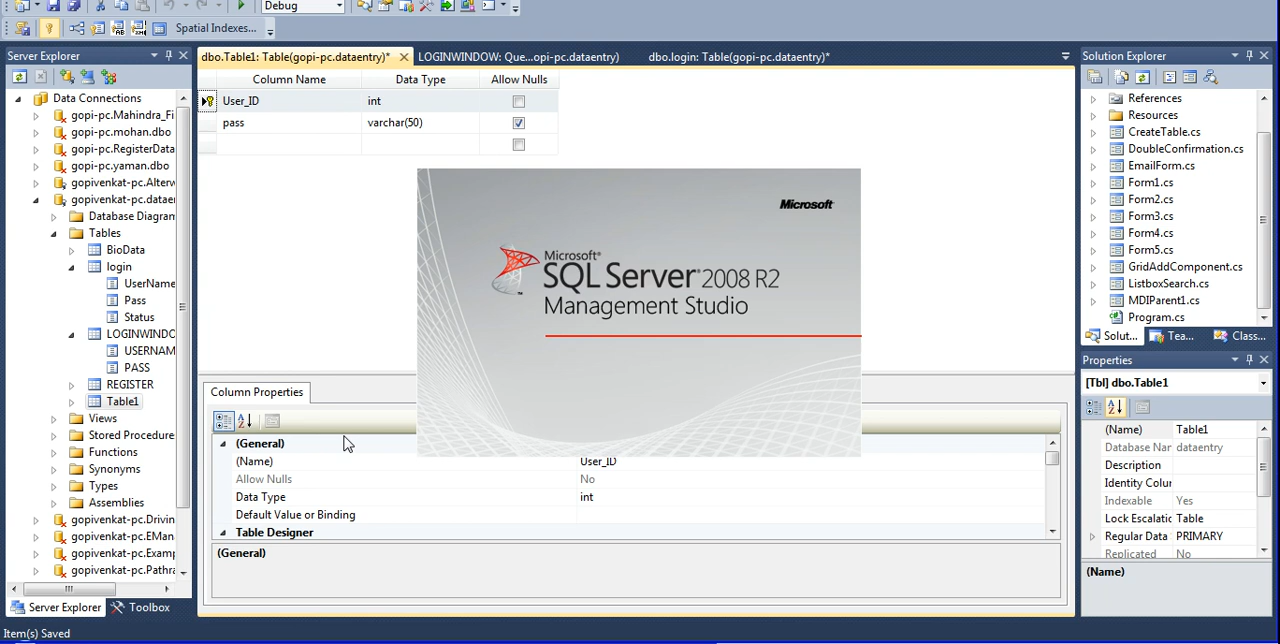 Debug
Spatial Indexes...
Server Explorer
Data Connections
gopi-pc.Mahindra_Fi
gopi-pc.mohan.dbo
gopi-pc.RegisterData
gopi-pc.yaman.dbo
gopivenkat-pc.Alterw
gopivenkat-pc.dataer
Database Diagram
Tables
BioData
login
UserName
Pass
Status
LOGINWINDO
USERNAM
PASS
REGISTER
Table1
Views
Stored Procedure
Functions
Synonyms
Types
Assemblies
gopivenkat-pc.Drivin
gopivenkat-pc.EMan
gopivenkat-pc.Examp
gopivenkat-pc.Pathra
Server Explorer
Toolbox
Item(s) Saved
dbo.Table1: Table(gopi-pc.dataentry)*
LOGINWINDOW: Que...opi-pc.dataentry)
dbo.login: Table(gopi-pc.dataentry)*
Column Name Data Type Allow Nulls
User_ID int
pass varchar(50)
Microsoft
Microsoft®
SQL Server® 2008 R2
Management Studio
Column Properties
(General)
(Name) User_ID
Allow Nulls No
Data Type int
Default Value or Binding
Table Designer
(General)
Solution Explorer
References
Resources
CreateTable.cs
DoubleConfirmation.cs
EmailForm.cs
Form1.cs
Form2.cs
Form3.cs
Form4.cs
Form5.cs
GridAddComponent.cs
ListboxSearch.cs
MDIParent1.cs
Program.cs
Solut...
Tea...
Class...
Properties
[Tbl] dbo.Table1
(Name) Table1
Database Nar dataentry
Description
Identity Colur
Indexable Yes
Lock Escalatic Table
Regular Data PRIMARY
Replicated No
(Name)